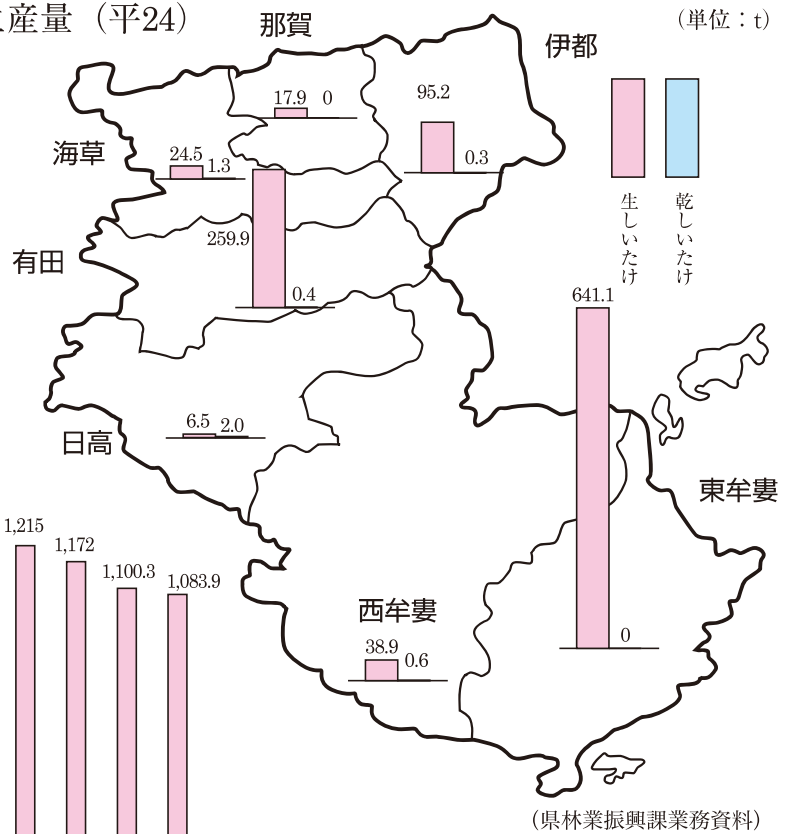 産量（平24）
（単位：t）
那賀
17.9 0
伊都
95.2
0.3
海草
24.5
1.3
有田
259.9
0.4
生しいたけ
乾しいたけ
641.1
0
東牟婁
日高
6.5 2.0
西牟婁
38.9
0.6
1,215
1,172
1,100.3
1,083.9
（県林業振興課業務資料）